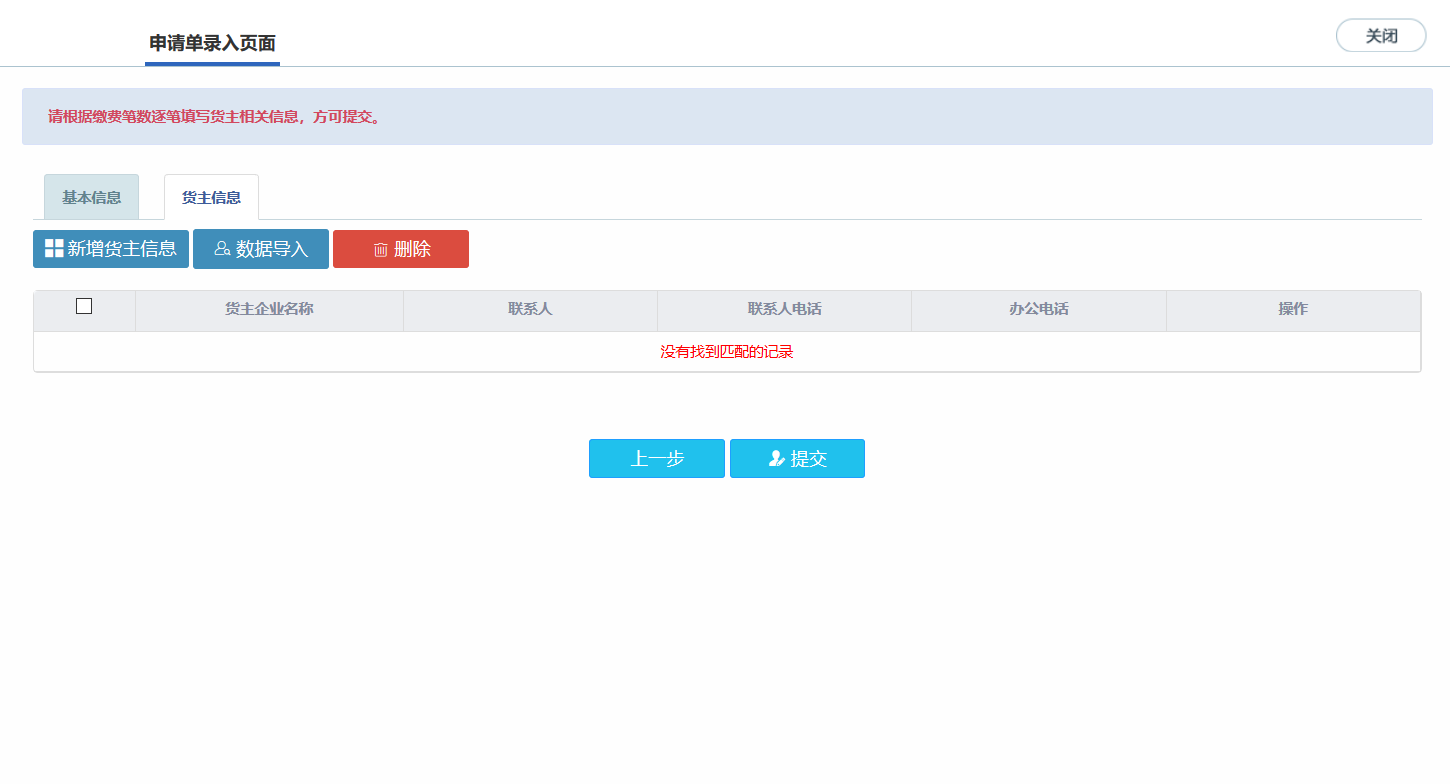 申请单录入页面
关闭
请根据缴费笔数逐笔填写货主相关信息，方可提交。
基本信息 货主信息
新增货主信息 数据导入 删除
货主企业名称 联系人 联系人电话 办公电话 操作
没有找到匹配的记录
上一步 提交